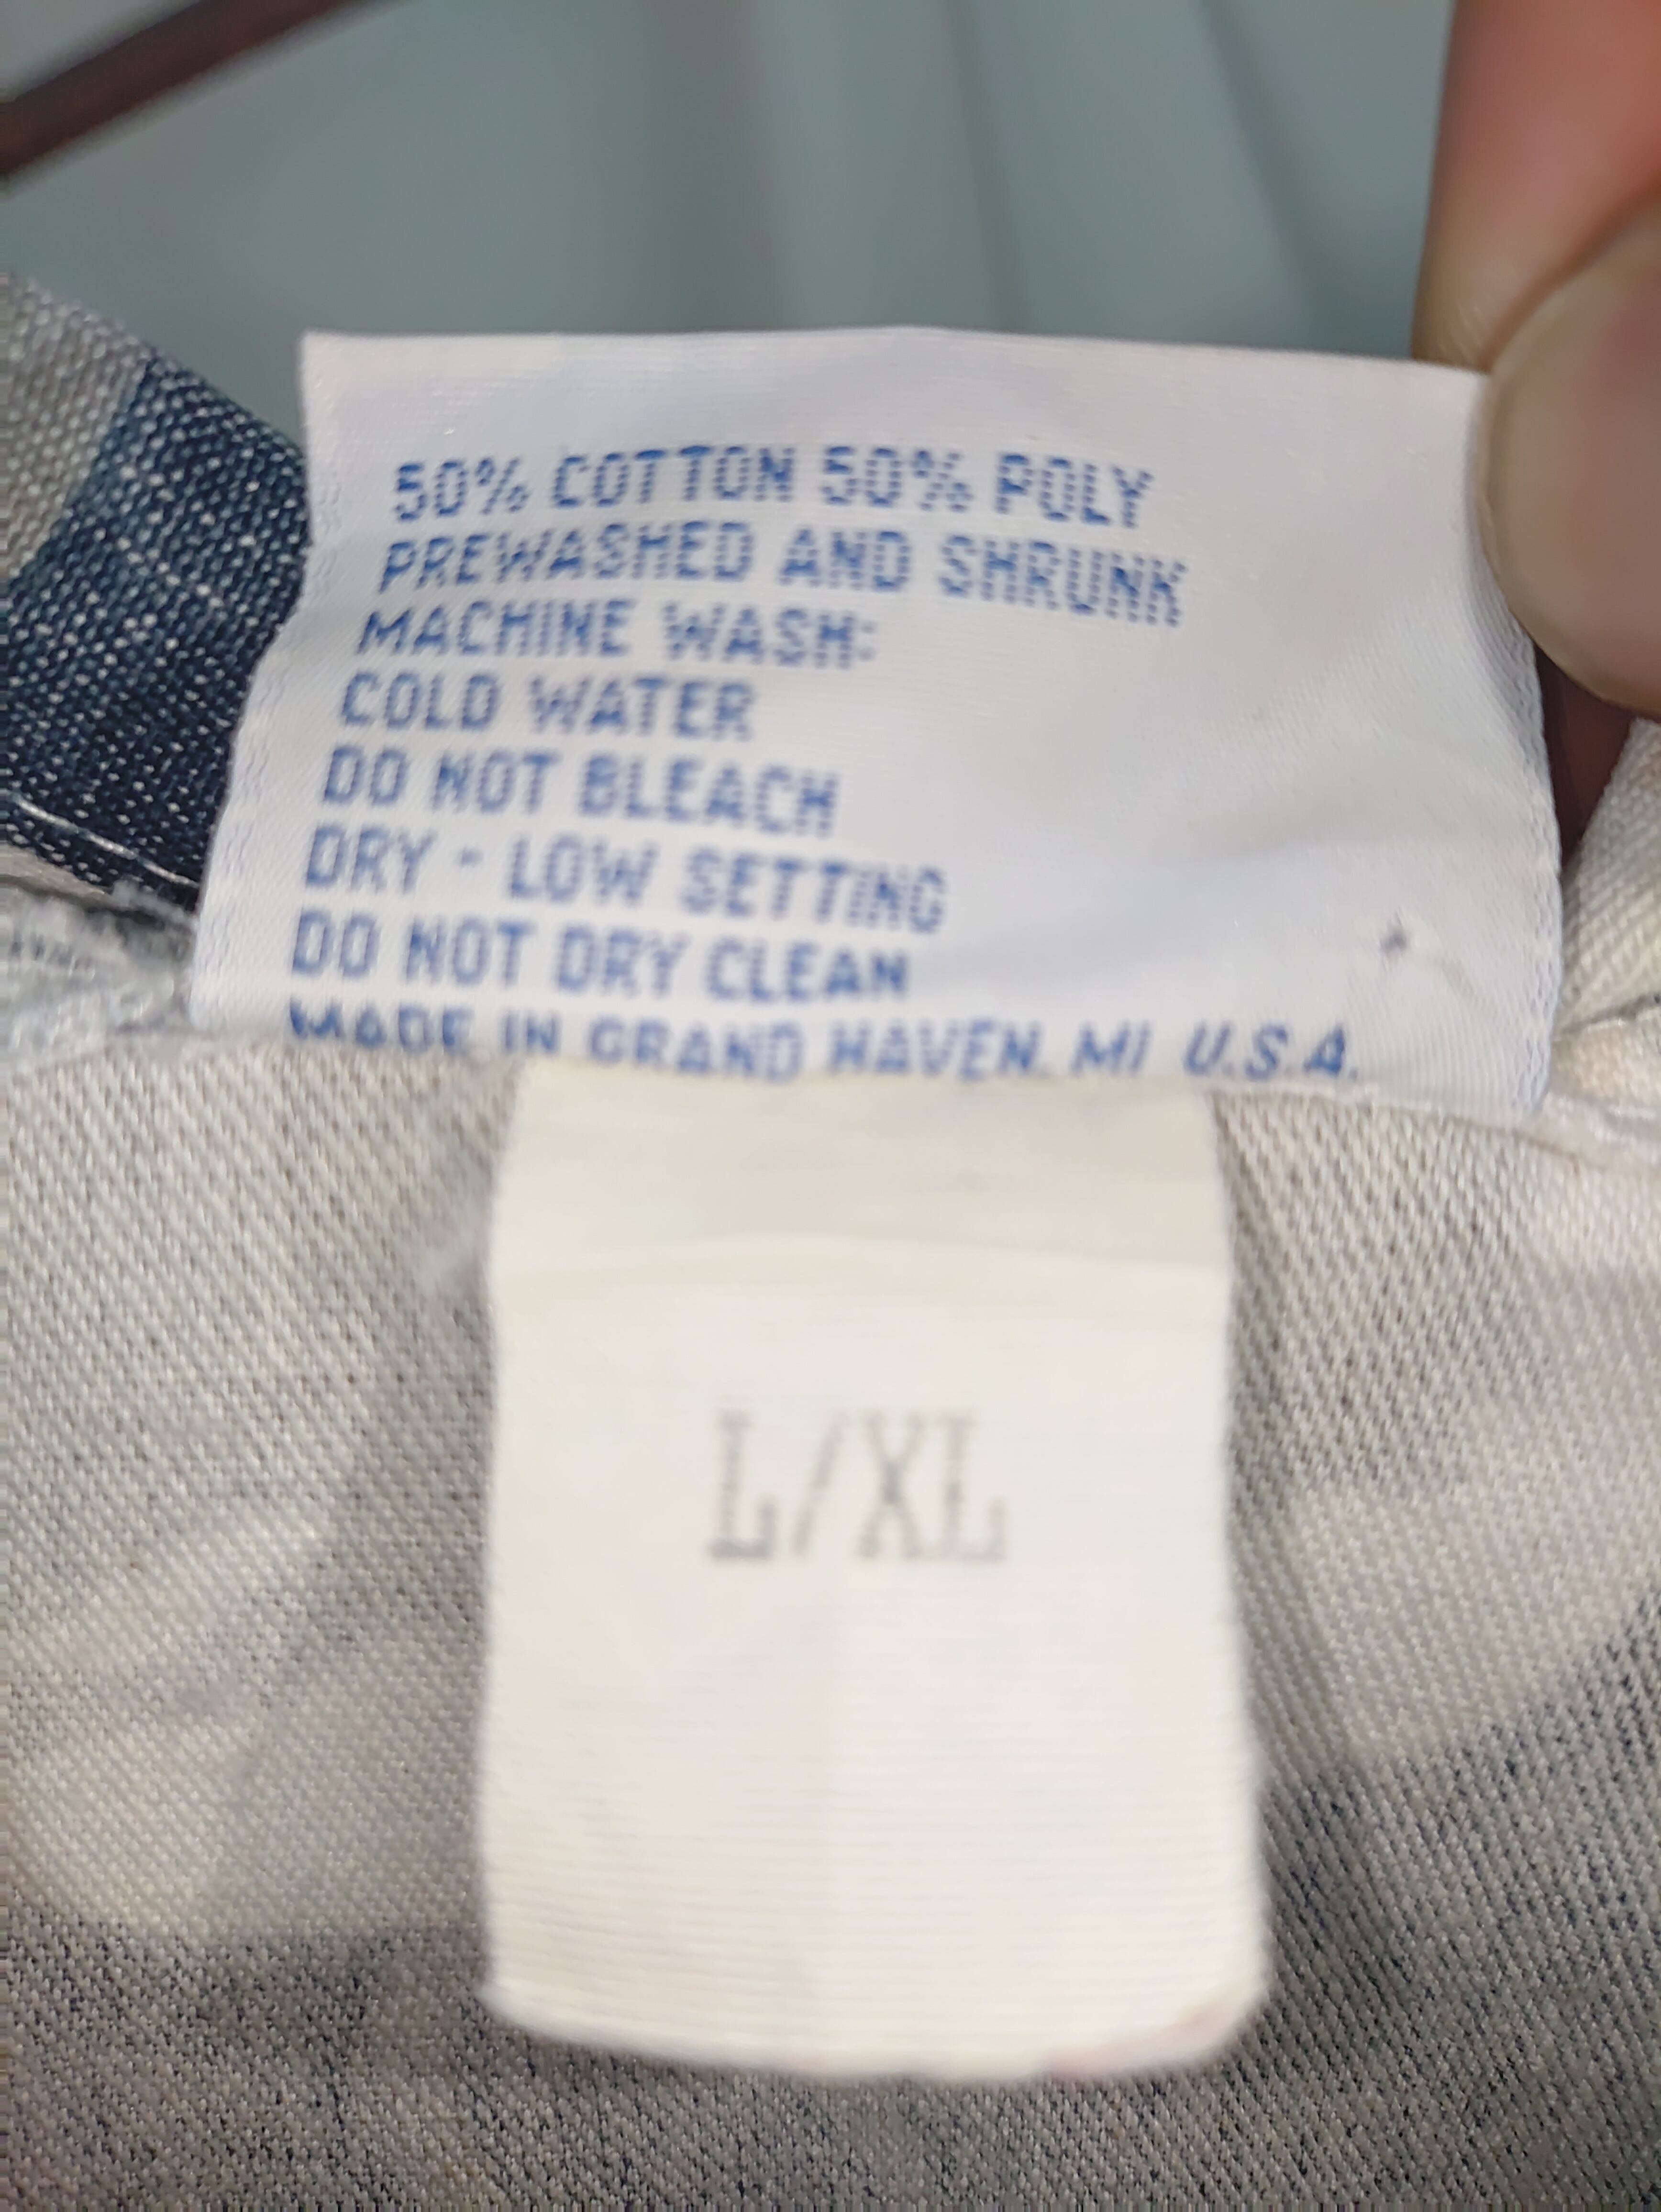 50% COTTON 50% POLY
PREWASHED AND SHRUNK
MACHINE WASH:
COLD WATER
DO NOT BLEACH
DRY - LOW SETTING
DO NOT DRY CLEAN
MADE IN GRAND HAVEN, MI U.S.A.
L/XL